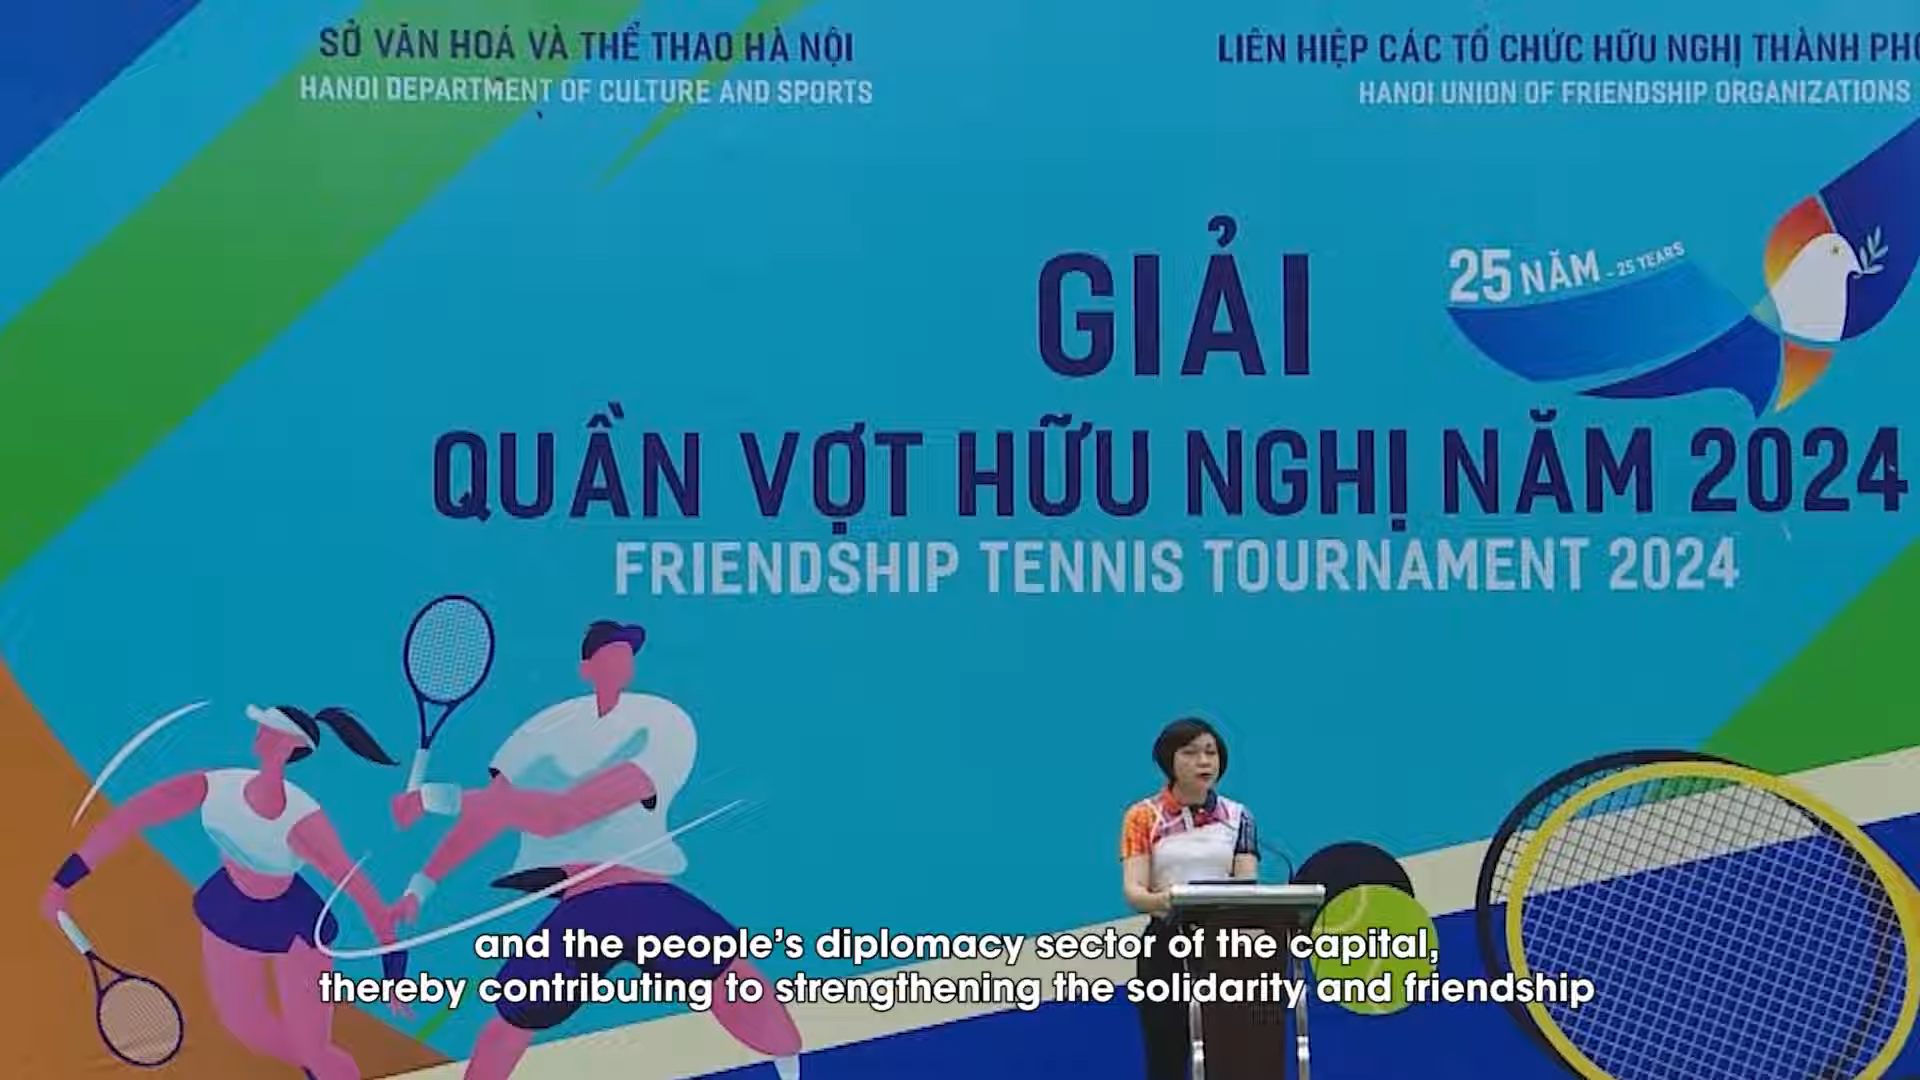 SỞ VĂN HOÁ VÀ THỂ THAO HÀ NỘI
HANOI DEPARTMENT OF CULTURE AND SPORTS
LIÊN HIỆP CÁC TỔ CHỨC HỮU NGHỊ THÀNH PHỐ
HANOI UNION OF FRIENDSHIP ORGANIZATIONS
25 NĂM - 25 YEARS
GIẢI
QUẦN VỢT HỮU NGHỊ NĂM 2024
FRIENDSHIP TENNIS TOURNAMENT 2024
and the people’s diplomacy sector of the capital,
thereby contributing to strengthening the solidarity and friendship